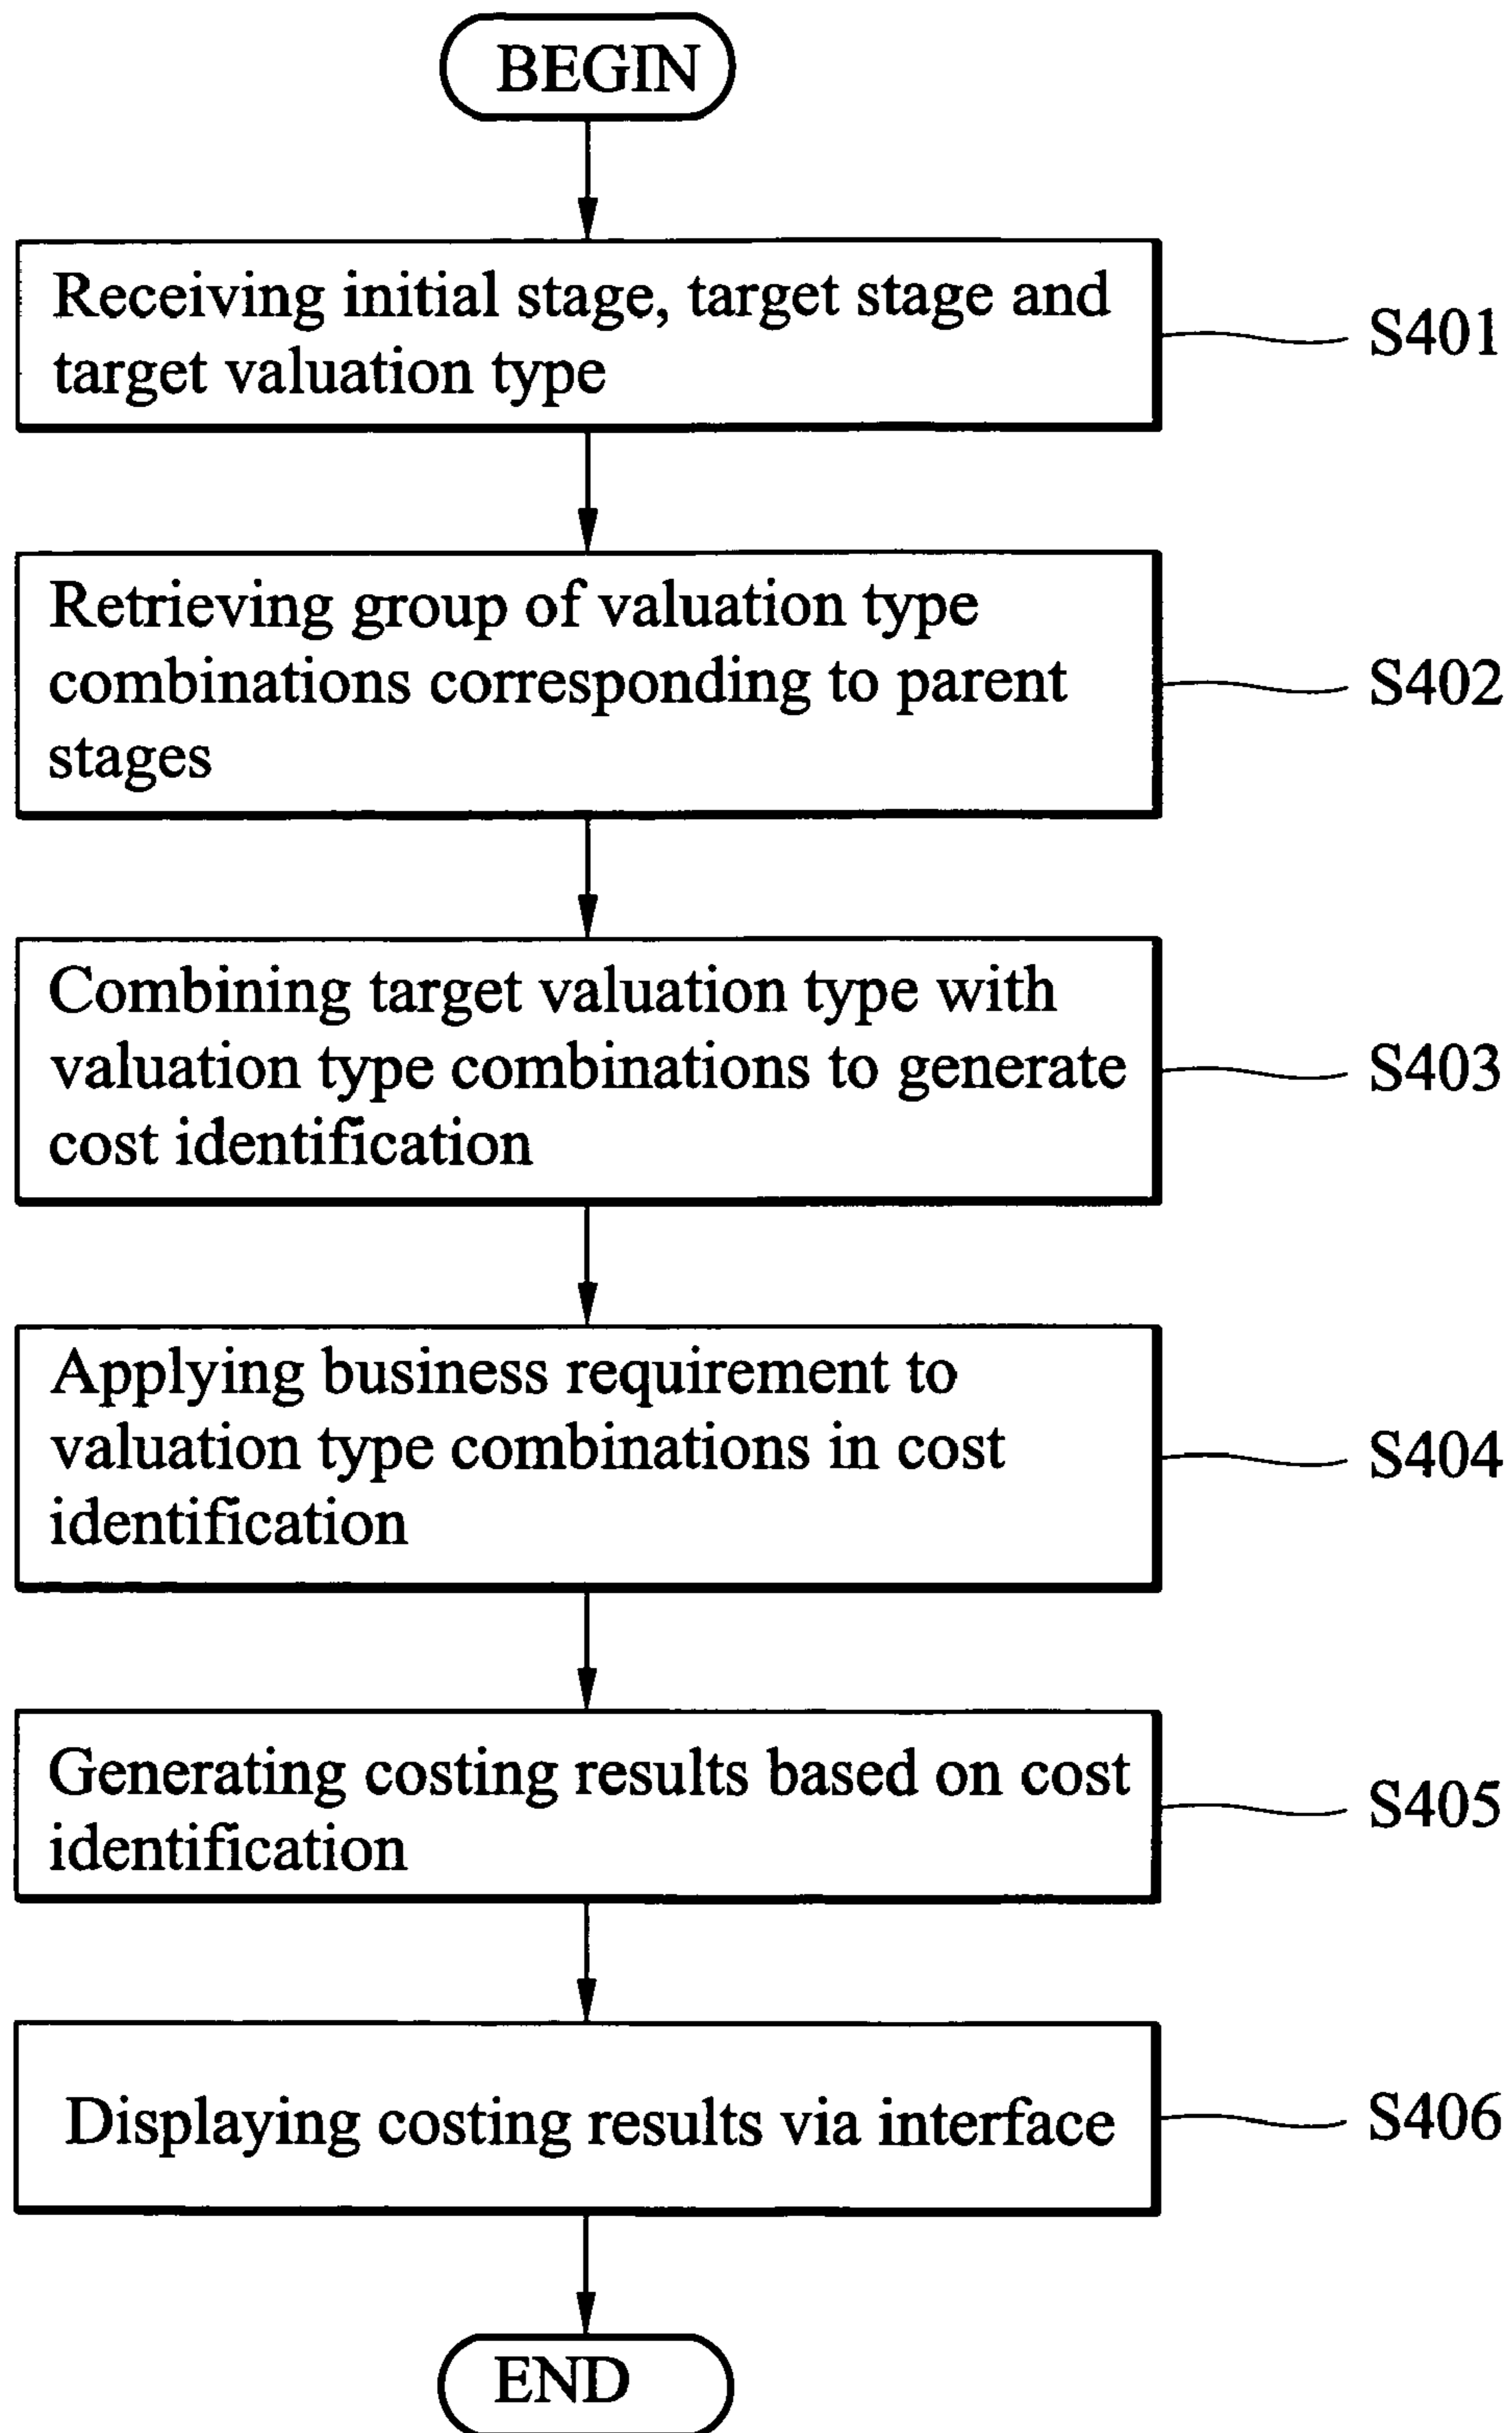 BEGIN
Receiving initial stage, target stage and
target valuation type
S401
Retrieving group of valuation type
combinations corresponding to parent
stages
S402
Combining target valuation type with
valuation type combinations to generate
cost identification
S403
Applying business requirement to
valuation type combinations in cost
identification
S404
Generating costing results based on cost
identification
S405
Displaying costing results via interface
S406
END